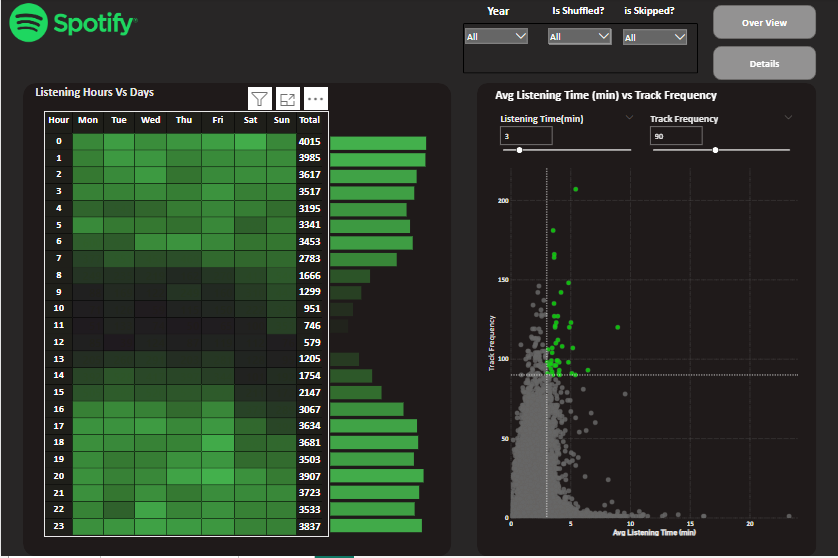 Spotify
Year
Is Shuffled?
is Skipped?
All
All
All
Over View
Details
Listening Hours Vs Days
Hour Mon Tue Wed Thu Fri Sat Sun Total
0 4015
1 3985
2 3617
3 3517
4 3195
5 3341
6 3453
7 2783
8 1666
9 1299
10 951
11 746
12 579
13 1205
14 1754
15 2147
16 3067
17 3634
18 3681
19 3503
20 3907
21 3723
22 3533
23 3837
Avg Listening Time (min) vs Track Frequency
Listening Time(min)
3
Track Frequency
90
Track Frequency
200
150
100
50
0
0 5 10 15 20
Avg Listening Time (min)